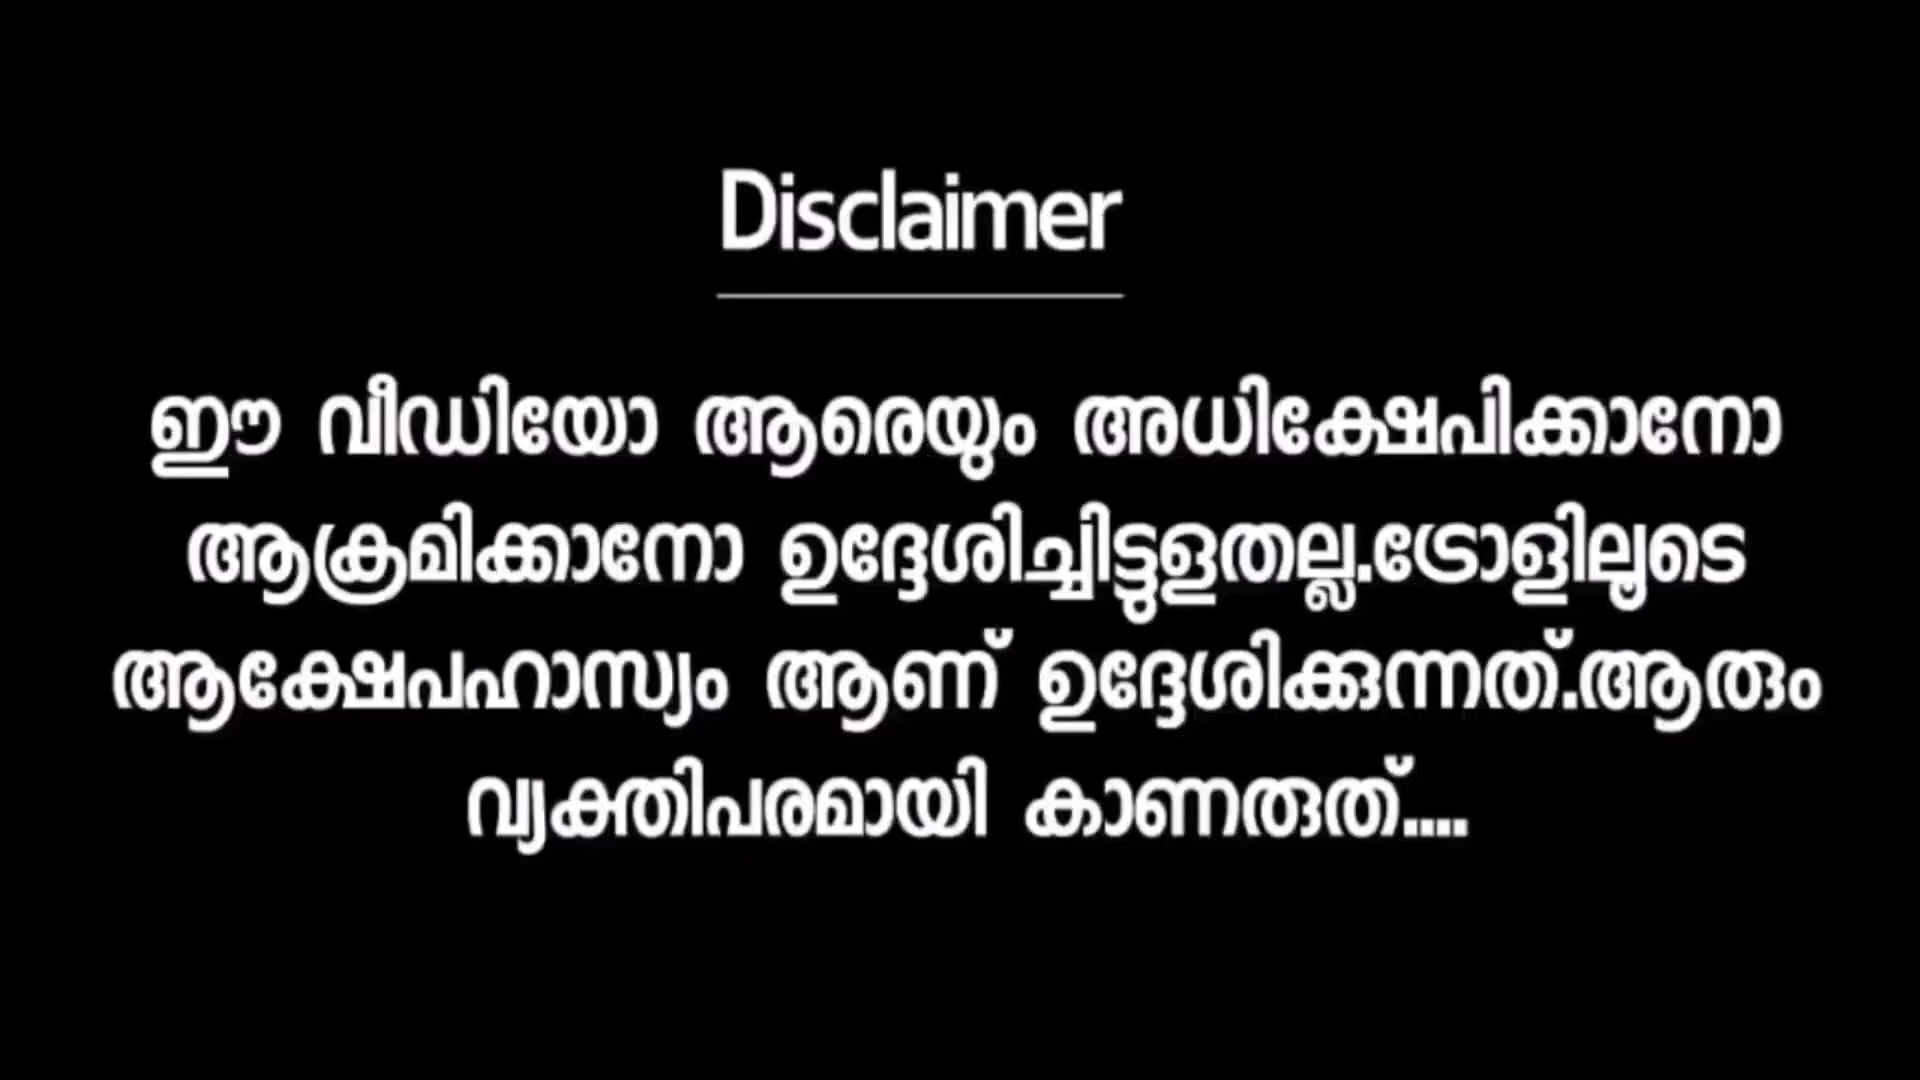 Disclaimer
ഈ വീഡിയോ ആരെയും അധിക്ഷേപിക്കാനോ
ആക്രമിക്കാനോ ഉദ്ദേശിച്ചിട്ടുളതല്ല.ട്രോളിലൂടെ
ആക്ഷേപഹാസ്യം ആണ് ഉദ്ദേശിക്കുന്നത്.ആരും
വ്യക്തിപരമായി കാണരുത്....